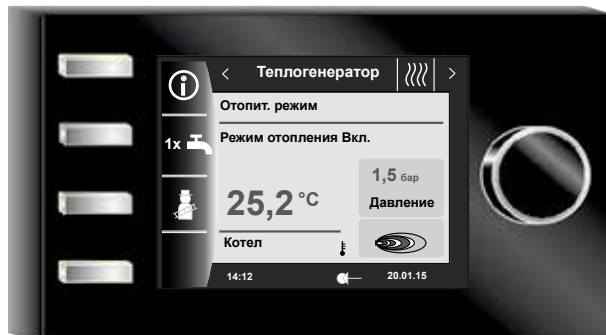 < Теплогенератор >
Отопит. режим
1x
Режим отопления Вкл.
25,2 °C
1,5 бар
Давление
Котел
14:12
20.01.15